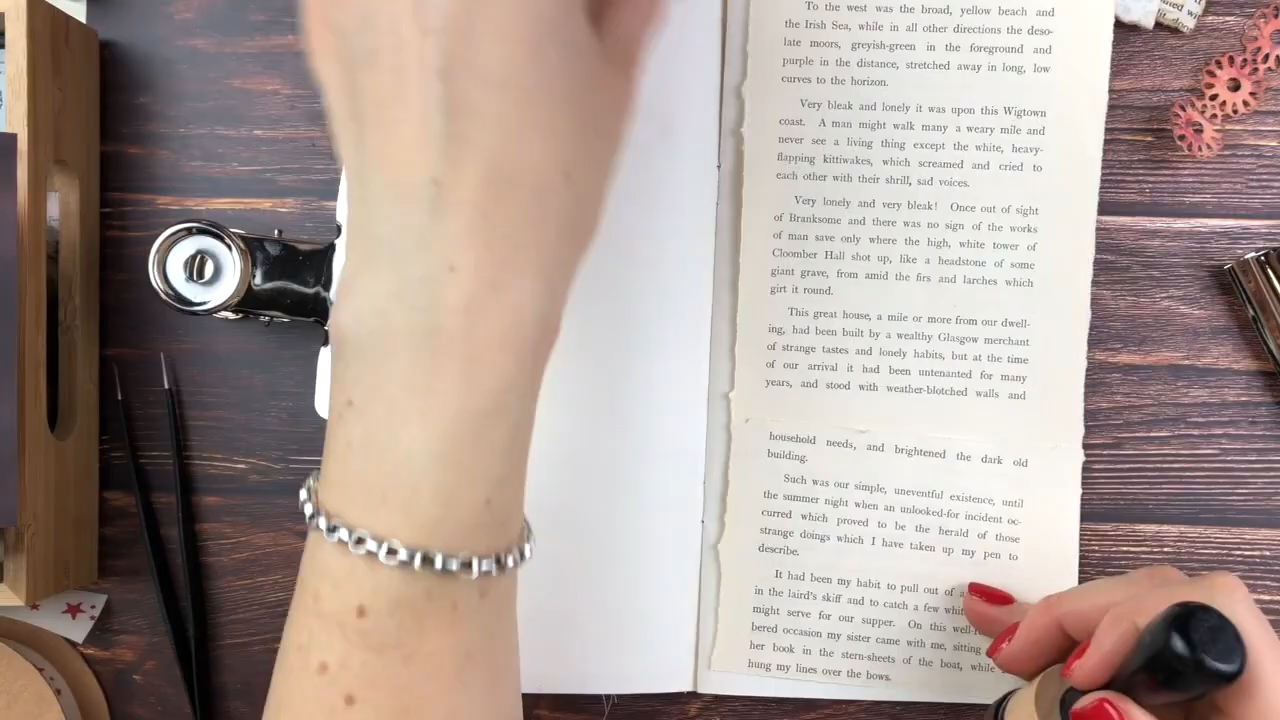 To the west was the broad, yellow beach and
the Irish Sea, while in all other directions the deso-
late moors, greyish-green in the foreground and
purple in the distance, stretched away in long, low
curves to the horizon.
Very bleak and lonely it was upon this Wigtown
coast. A man might walk many a weary mile and
never see a living thing except the white, heavy-
flapping kittiwakes, which screamed and cried to
each other with their shrill, sad voices.
Very lonely and very bleak! Once out of sight
of Branksome and there was no sign of the works
of man save only where the high, white tower of
Cloomber Hall shot up, like a headstone of some
giant grave, from amid the firs and larches which
girt it round.
This great house, a mile or more from our dwell-
ing, had been built by a wealthy Glasgow merchant
of strange tastes and lonely habits, but at the time
of our arrival it had been untenanted for many
years, and stood with weather-blotched walls and
household needs, and brightened the dark old
building.
Such was our simple, uneventful existence, until
the summer night when an unlooked-for incident oc-
curred which proved to be the herald of those
strange doings which I have taken up my pen to
describe.
It had been my habit to pull out of a
in the laird's skiff and to catch a few
might serve for our supper. On this
bered occasion my sister came with me, sitting
her book in the stern-sheets of the boat, while
hung my lines over the bows.